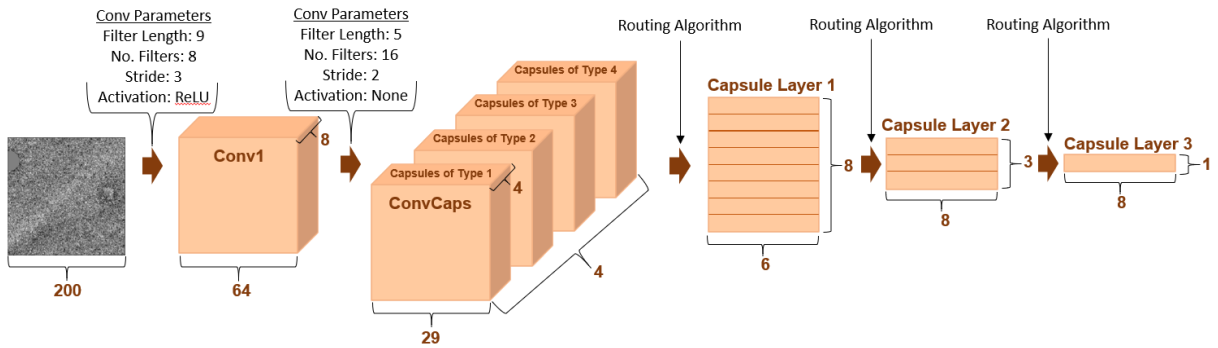 Conv Parameters
Filter Length: 9
No. Filters: 8
Stride: 3
Activation: ReLU
Conv Parameters
Filter Length: 5
No. Filters: 16
Stride: 2
Activation: None
Routing Algorithm
Routing Algorithm
Routing Algorithm
Capsules of Type 4
Capsules of Type 3
Capsules of Type 2
Capsules of Type 1
Conv1
8
ConvCaps
4
4
Capsule Layer 1
8
Capsule Layer 2
3
Capsule Layer 3
1
200
64
29
6
8
8